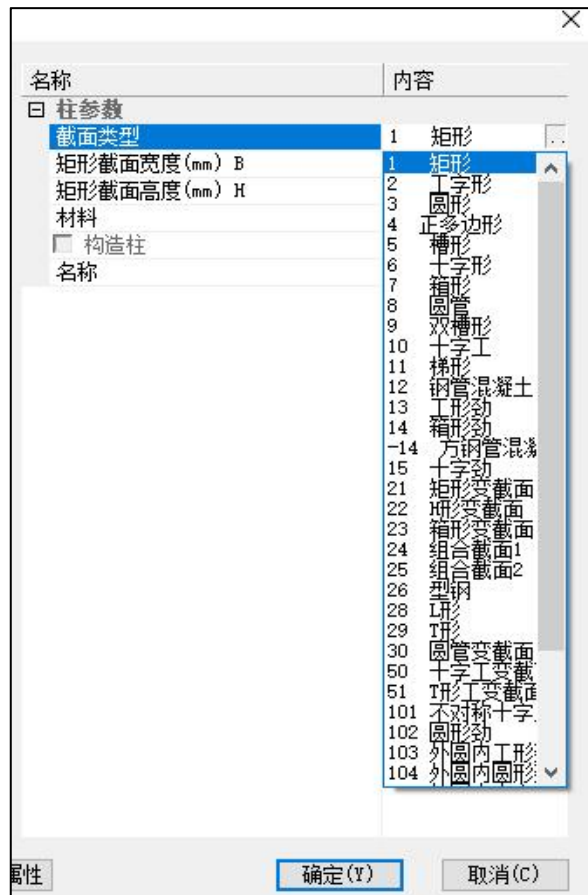 名称 内容
柱参数
截面类型 1 矩形 ..
矩形截面宽度(mm) B
矩形截面高度(mm) H
材料
构造柱
名称
1 矩形
2 工字形
3 圆形
4 正多边形
5 槽形
6 十字形
7 箱形
8 圆管
9 双槽形
10 十字工
11 梯形
12 钢管混凝土
13 工形劲
14 箱形劲
-14 方钢管混凝
15 十字劲
21 矩形变截面
22 H形变截面
23 箱形变截面
24 组合截面1
25 组合截面2
26 型钢
28 L形
29 T形
30 圆管变截面
50 十字工变截
51 T形工变截面
101 不对称十字
102 圆形劲
103 外圆内工形
104 外圆内圆形
属性 确定(Y) 取消(C)